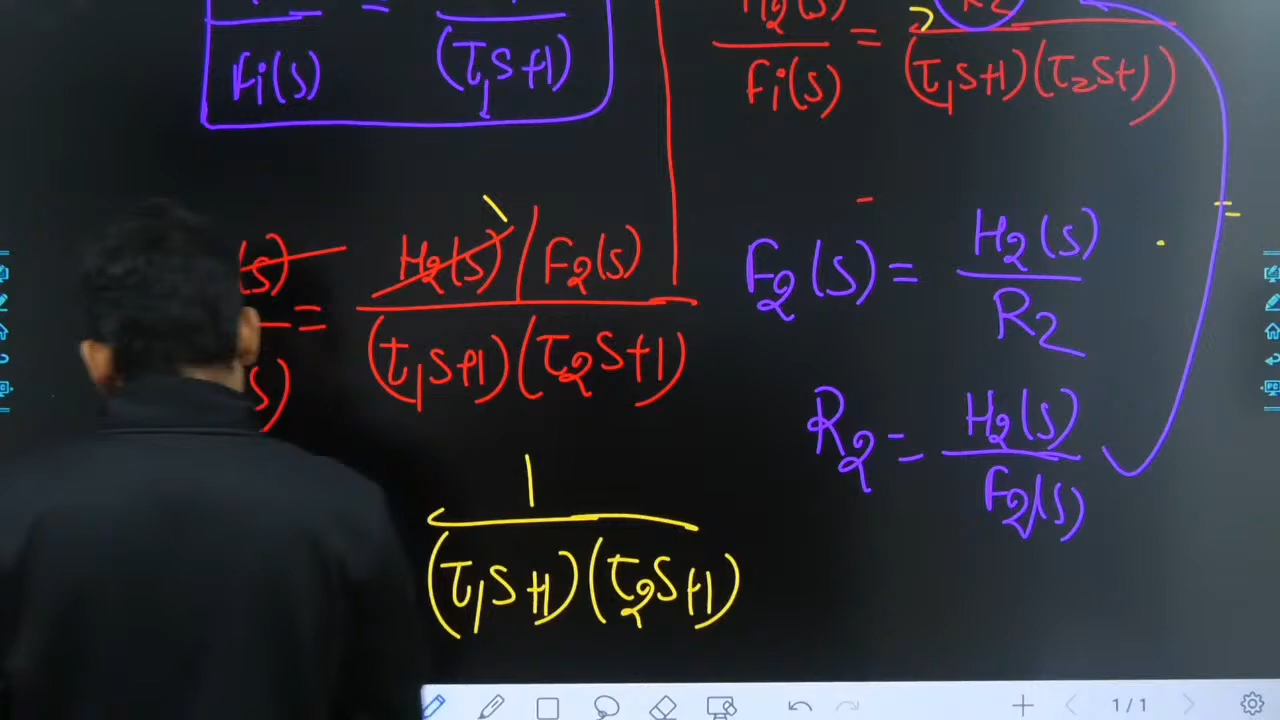 Fi(s) = (τ₁s+1)
H₂(s) / Fi(s) = R₂ / (τ₁s+1)(τ₂s+1)
(s) / s) = H₂(s) / F₂(s) / (τ₁s+1)(τ₂s+1)
F₂(s) = H₂(s) / R₂
R₂ = H₂(s) / F₂(s)
1 / (τ₁s+1)(τ₂s+1)
1 / 1